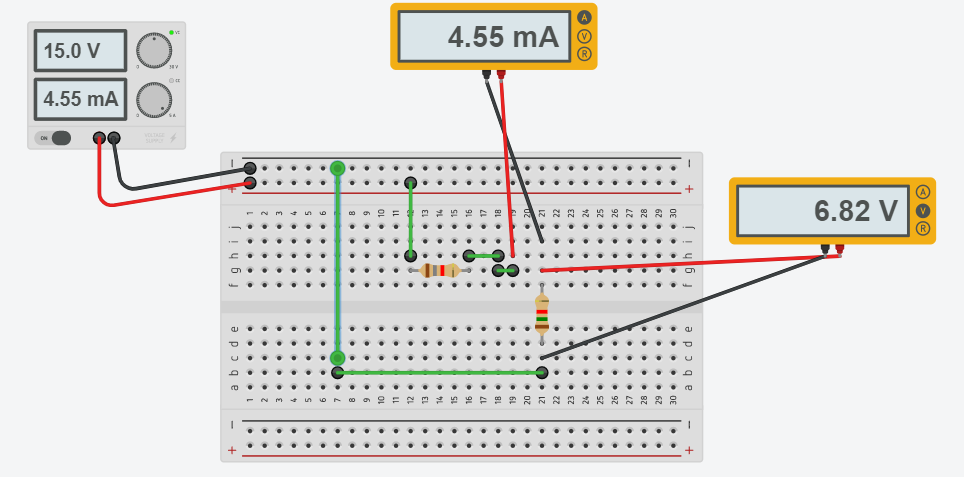 15.0 V
4.55 mA
ON
VOLTAGE
OUTPUT
4.55 mA
A
V
R
6.82 V
A
V
R
1 2 3 4 5 6 7 8 9 10 11 12 13 14 15 16 17 18 19 20 21 22 23 24 25 26 27 28 29 30
j
i
h
g
f
e
d
c
b
a
1 2 3 4 5 6 7 8 9 10 11 12 13 14 15 16 17 18 19 20 21 22 23 24 25 26 27 28 29 30